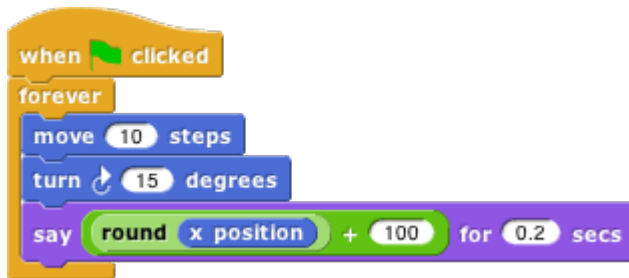 when clicked
forever
move 10 steps
turn 15 degrees
say round x position + 100 for 0.2 secs